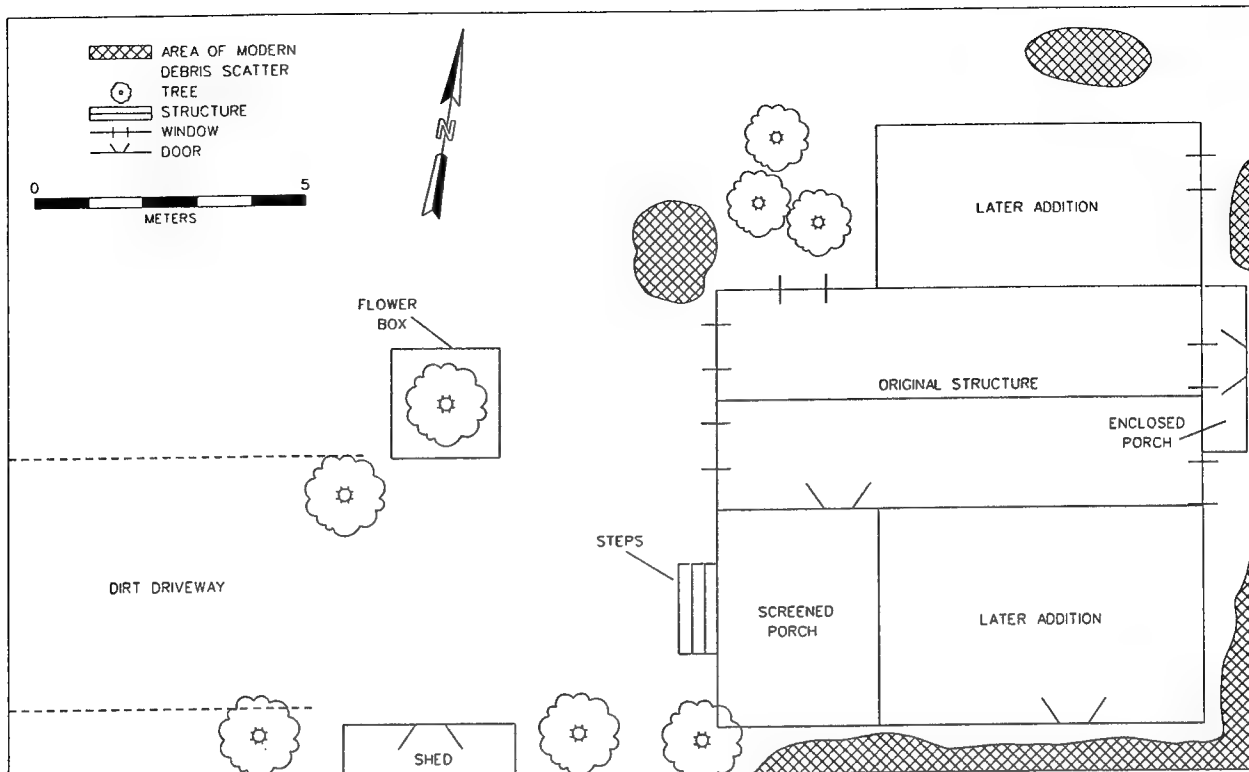 AREA OF MODERN
DEBRIS SCATTER
TREE
STRUCTURE
WINDOW
DOOR
0 5
METERS
N
LATER ADDITION
FLOWER
BOX
ORIGINAL STRUCTURE
ENCLOSED
PORCH
STEPS
DIRT DRIVEWAY
SCREENED
PORCH
LATER ADDITION
SHED